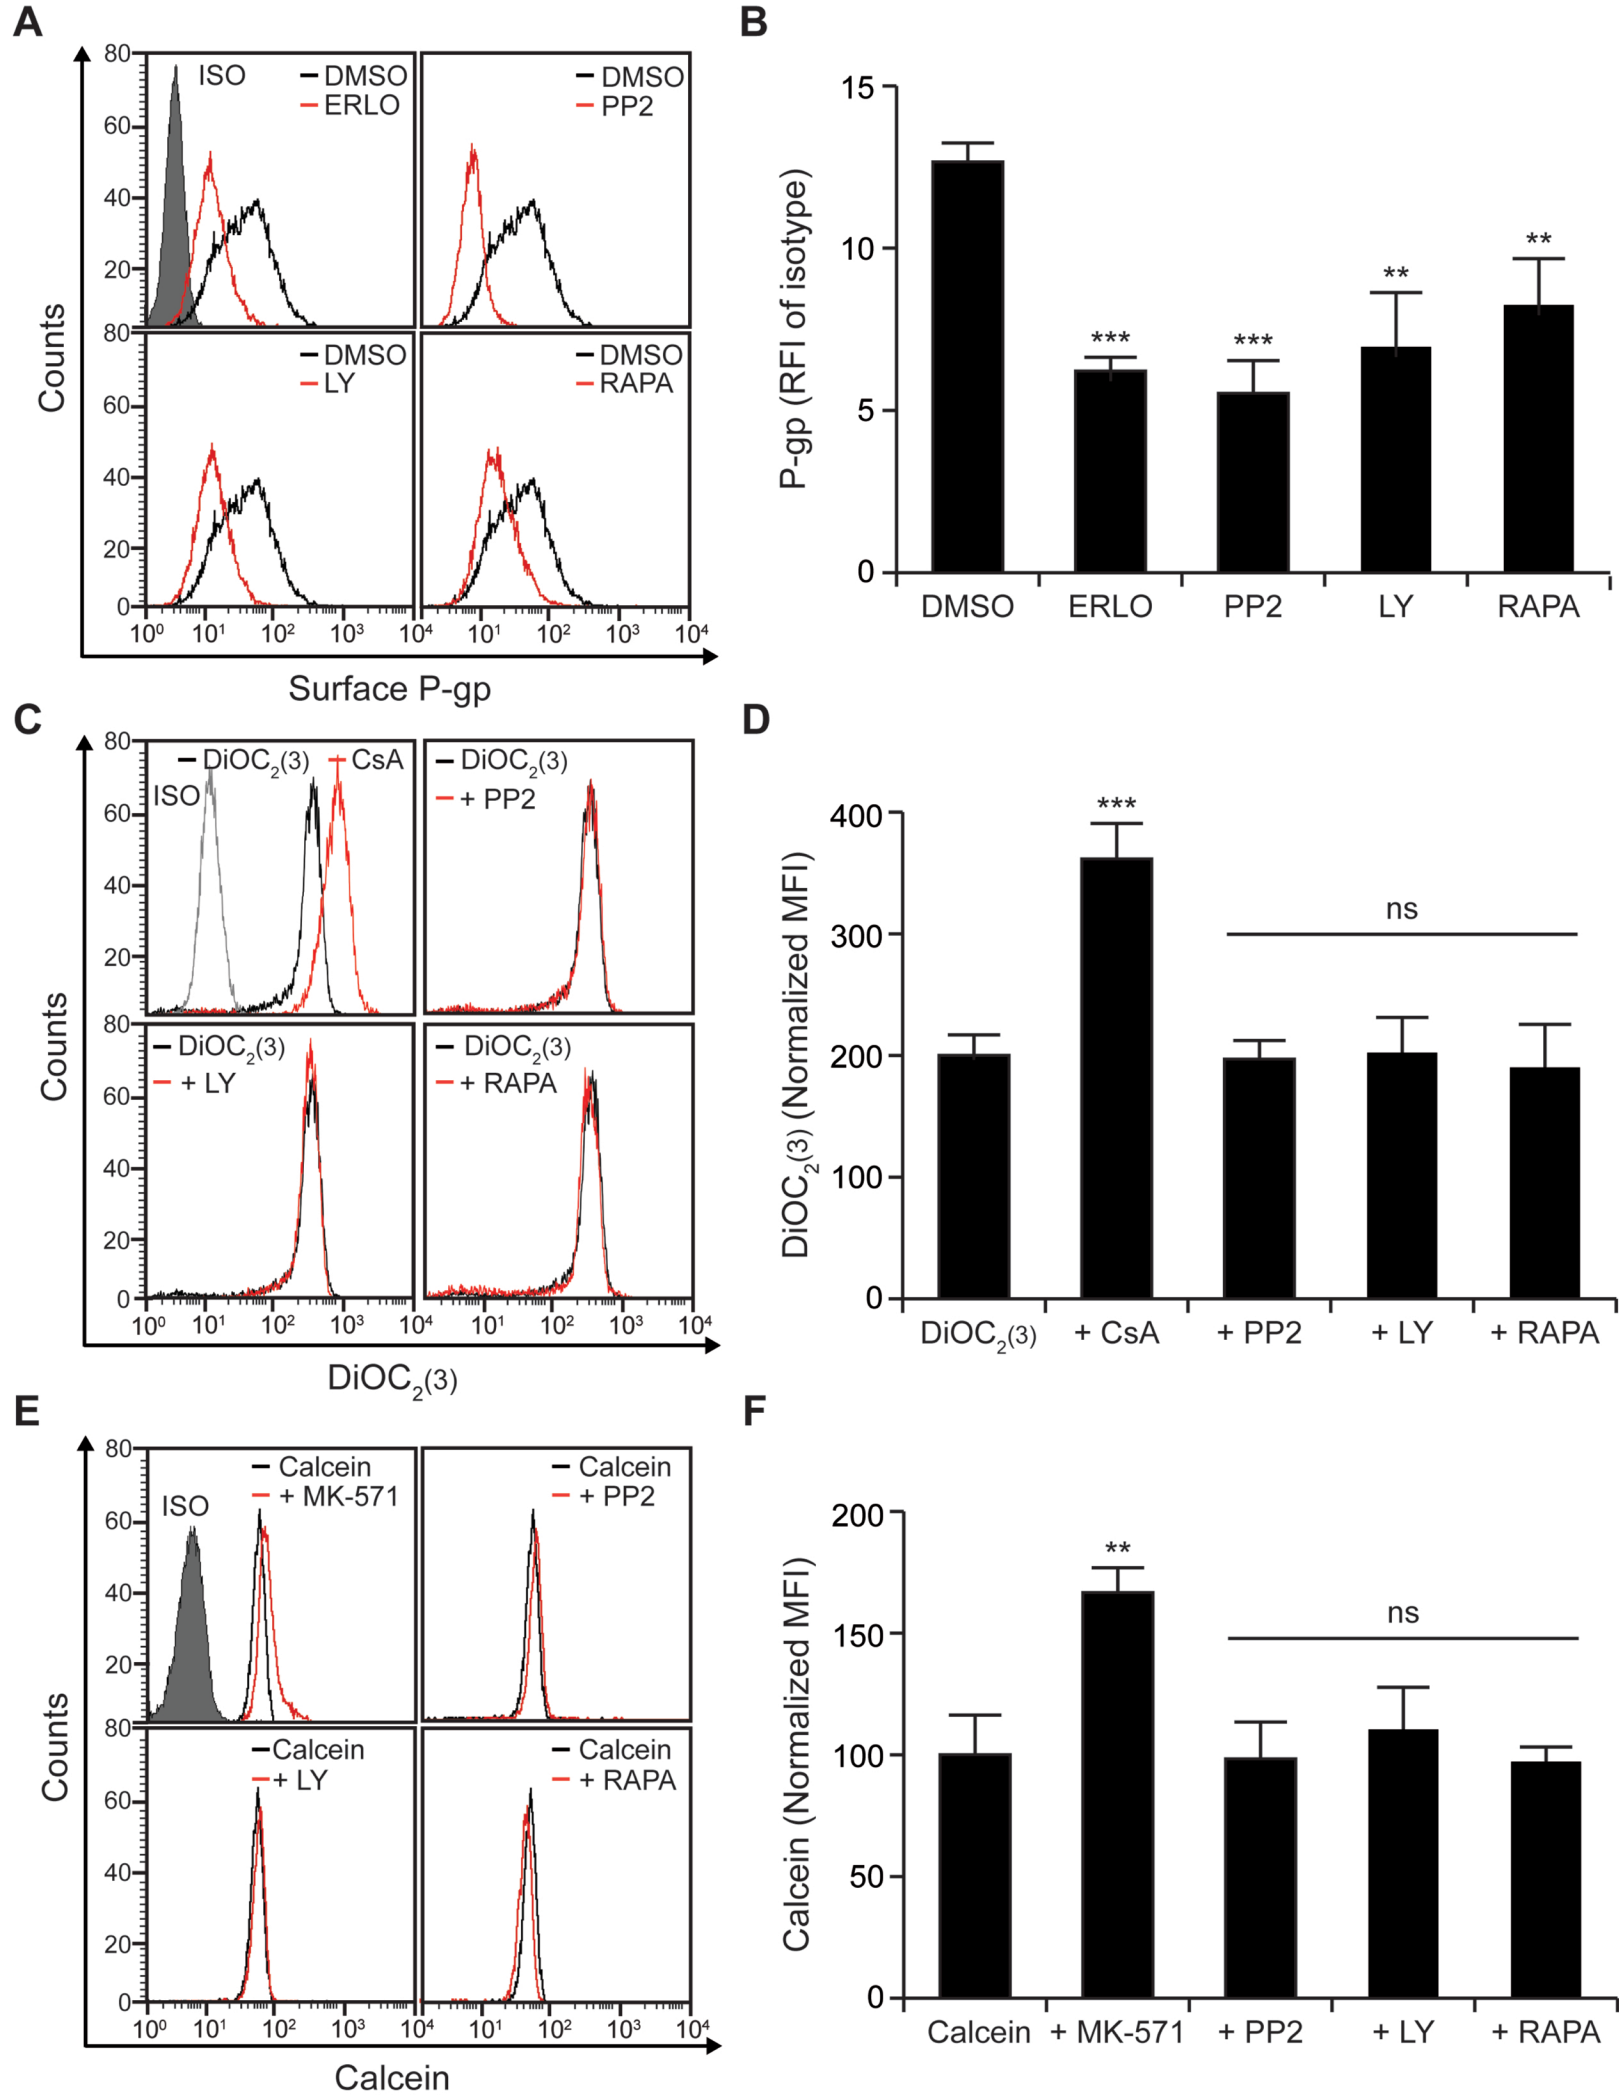 A
80
60
40
20
ISO
DMSO
ERLO
DMSO
PP2
80
60
40
20
0
DMSO
LY
DMSO
RAPA
10⁰ 10¹ 10² 10³ 10⁴ 10¹ 10² 10³ 10⁴
Counts
Surface P-gp
B
15
10
5
0
P-gp (RFI of isotype)
***
***
**
**
DMSO ERLO PP2 LY RAPA
C
80
60
40
20
DiOC₂(3) CsA
ISO
DiOC₂(3)
+ PP2
80
60
40
20
0
DiOC₂(3)
+ LY
DiOC₂(3)
+ RAPA
10⁰ 10¹ 10² 10³ 10⁴ 10¹ 10² 10³ 10⁴
Counts
DiOC₂(3)
D
400
300
200
100
0
DiOC₂(3) (Normalized MFI)
***
ns
DiOC₂(3) + CsA + PP2 + LY + RAPA
E
80
60
40
20
ISO
Calcein
+ MK-571
Calcein
+ PP2
80
60
40
20
0
Calcein
+ LY
Calcein
+ RAPA
10⁰ 10¹ 10² 10³ 10⁴ 10¹ 10² 10³ 10⁴
Counts
Calcein
F
200
150
100
50
0
Calcein (Normalized MFI)
**
ns
Calcein + MK-571 + PP2 + LY + RAPA